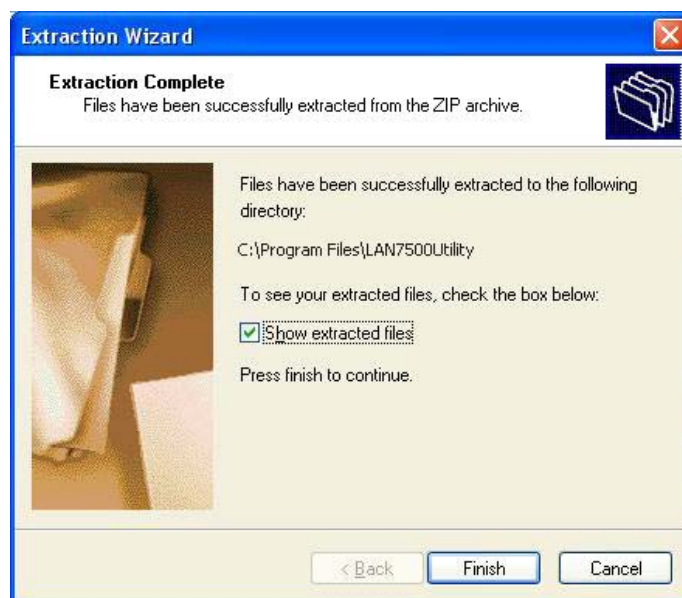 Extraction Wizard
Extraction Complete
Files have been successfully extracted from the ZIP archive.
Files have been successfully extracted to the following
directory:
C:\Program Files\LAN7500Utility
To see your extracted files, check the box below:
Show extracted files
Press finish to continue.
< Back Finish Cancel